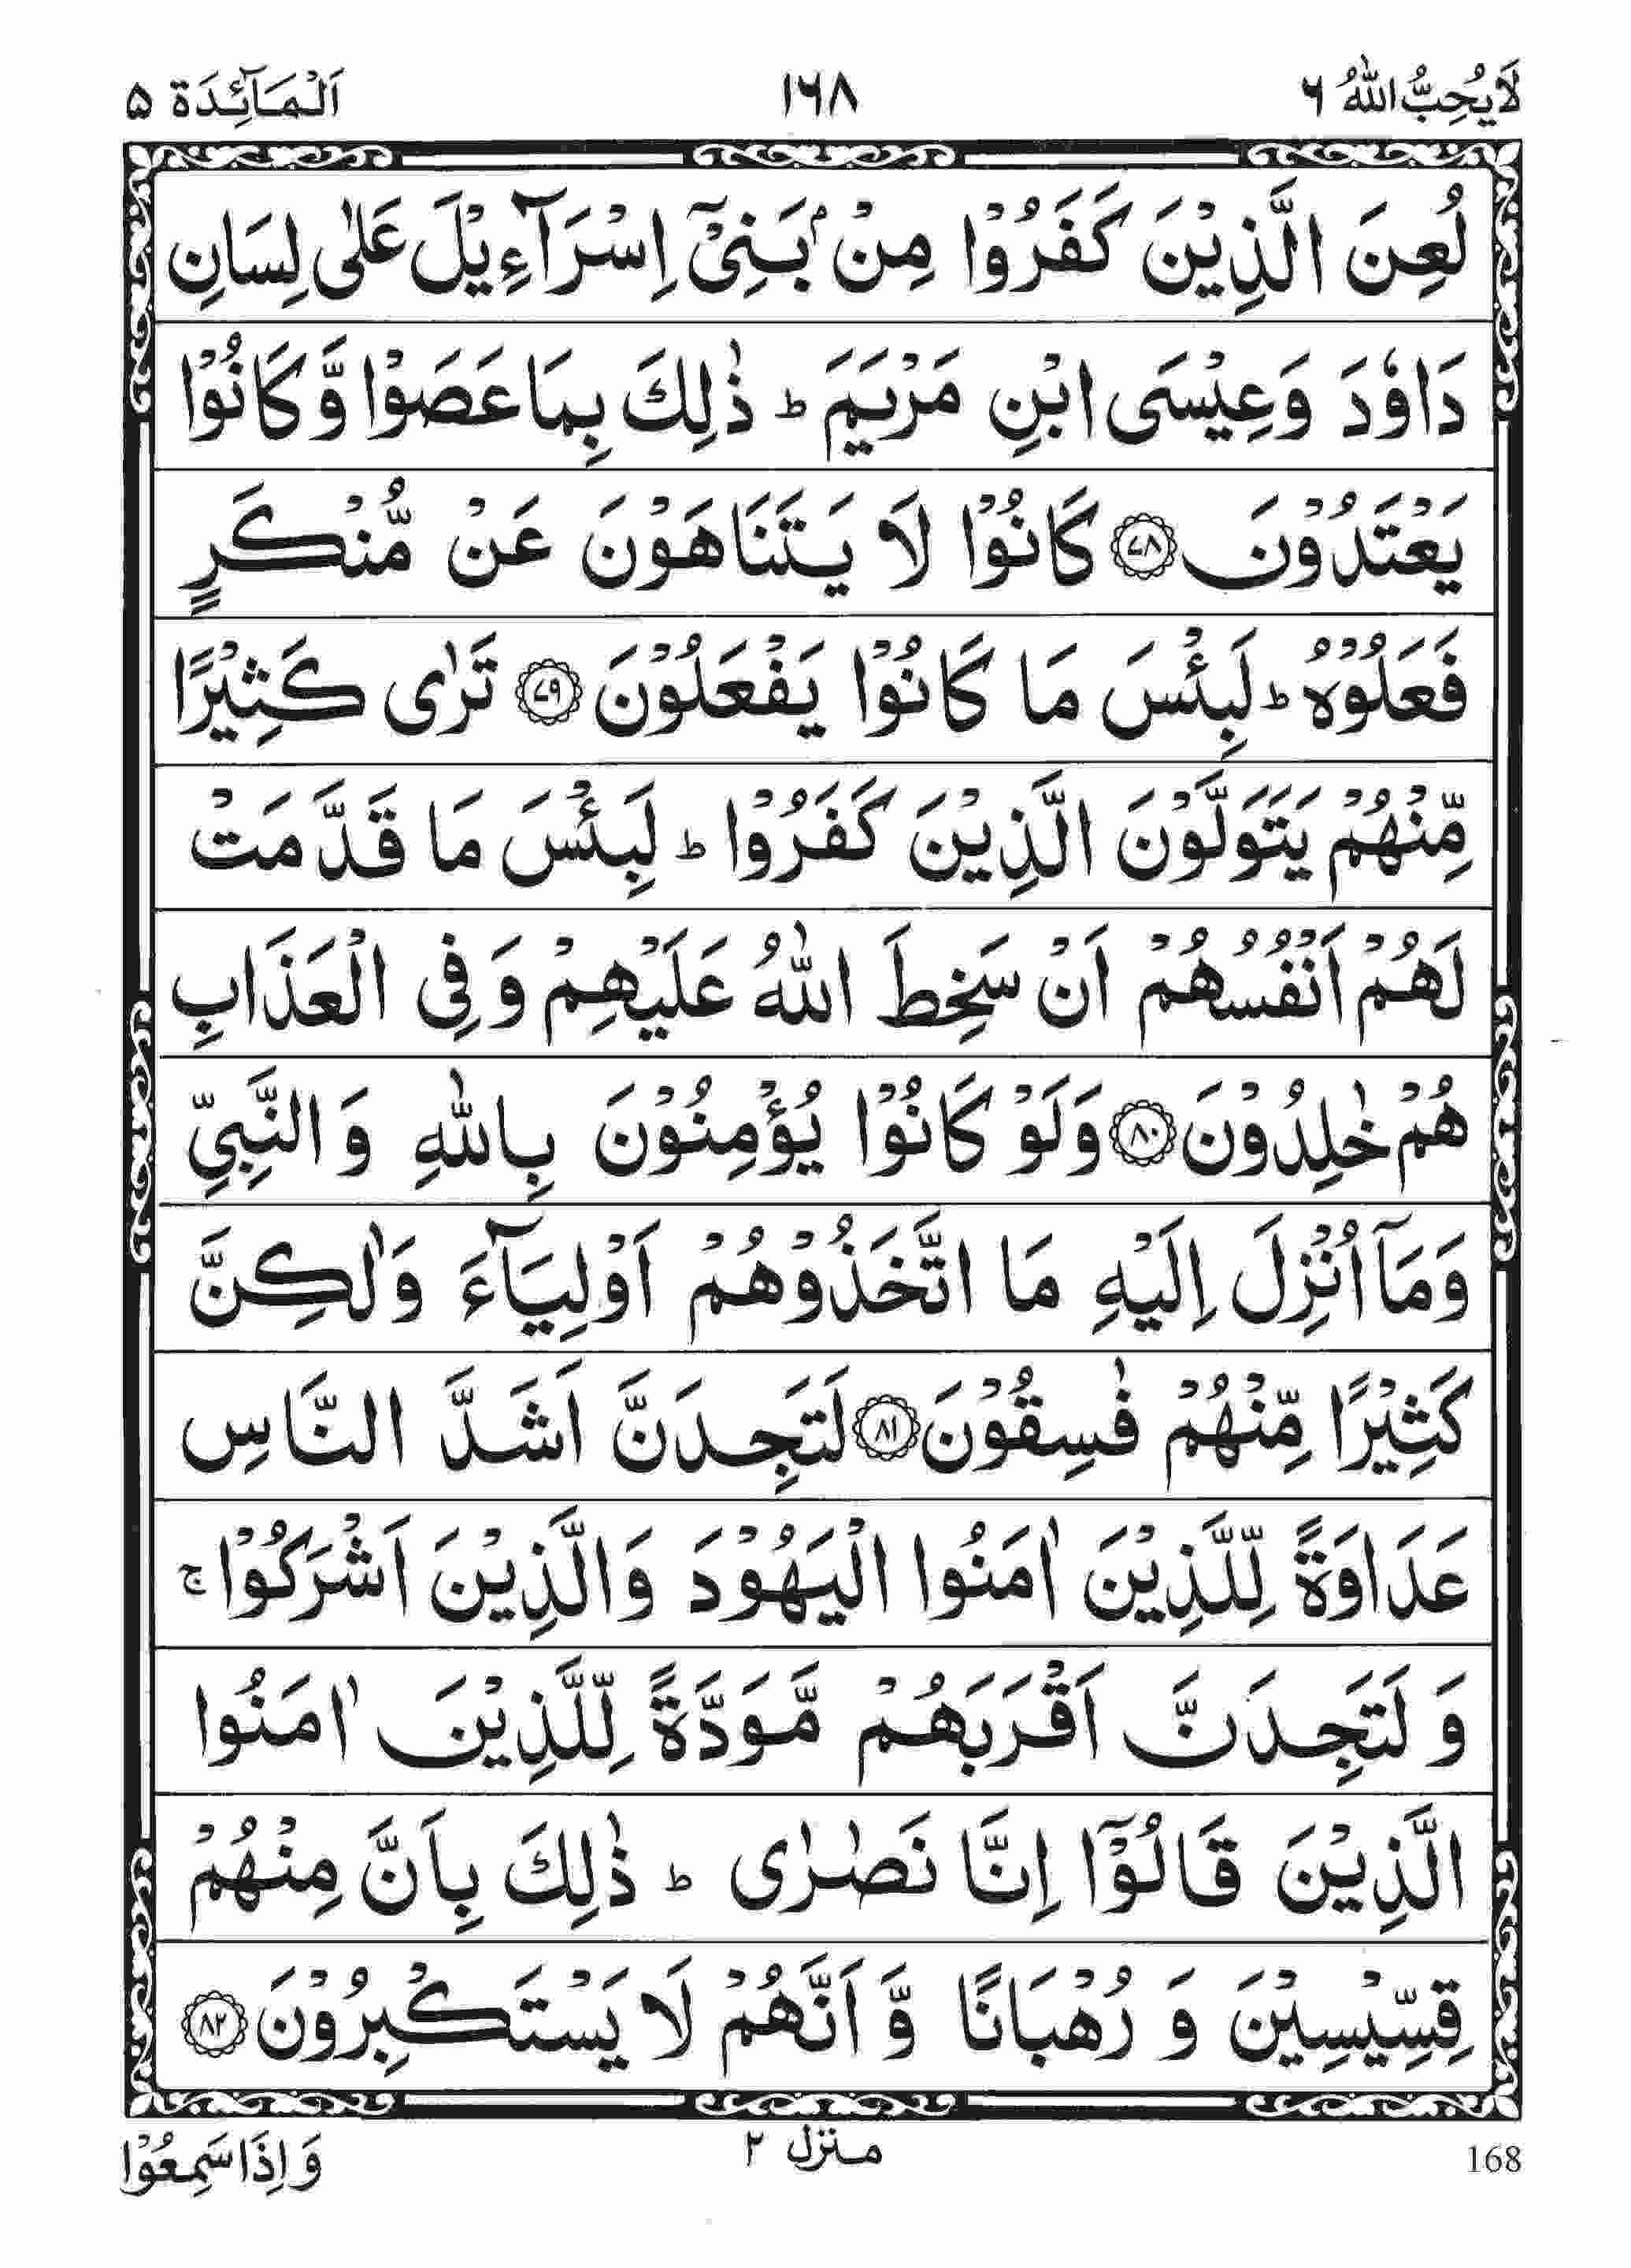 لَا يُحِبُّ اللّٰهُ ٦ ١٦٨ اَلْمَآئِدَة ٥
لُعِنَ الَّذِيْنَ كَفَرُوْا مِنْۢ بَنِىْۤ اِسْرَآءِيْلَ عَلٰى لِسَانِ
دَاوٗدَ وَعِيْسَى ابْنِ مَرْيَمَ ؕ ذٰلِكَ بِمَا عَصَوْا وَّكَانُوْا
يَعْتَدُوْنَ ﴿٧٨﴾ كَانُوْا لَا يَتَنَاهَوْنَ عَنْ مُّنْكَرٍ
فَعَلُوْهُ ؕ لَبِئْسَ مَا كَانُوْا يَفْعَلُوْنَ ﴿٧٩﴾ تَرٰى كَثِيْرًا
مِّنْهُمْ يَتَوَلَّوْنَ الَّذِيْنَ كَفَرُوْا ؕ لَبِئْسَ مَا قَدَّمَتْ
لَهُمْ اَنْفُسُهُمْ اَنْ سَخِطَ اللّٰهُ عَلَيْهِمْ وَفِى الْعَذَابِ
هُمْ خٰلِدُوْنَ ﴿٨٠﴾ وَلَوْ كَانُوْا يُؤْمِنُوْنَ بِاللّٰهِ وَالنَّبِىِّ
وَمَاۤ اُنْزِلَ اِلَيْهِ مَا اتَّخَذُوْهُمْ اَوْلِيَآءَ وَلٰكِنَّ
كَثِيْرًا مِّنْهُمْ فٰسِقُوْنَ ﴿٨١﴾ لَتَجِدَنَّ اَشَدَّ النَّاسِ
عَدَاوَةً لِّلَّذِيْنَ اٰمَنُوا الْيَهُوْدَ وَالَّذِيْنَ اَشْرَكُوْا ۚ
وَلَتَجِدَنَّ اَقْرَبَهُمْ مَّوَدَّةً لِّلَّذِيْنَ اٰمَنُوا
الَّذِيْنَ قَالُوْۤا اِنَّا نَصٰرٰى ؕ ذٰلِكَ بِاَنَّ مِنْهُمْ
قِسِّيْسِيْنَ وَ رُهْبَانًا وَّ اَنَّهُمْ لَا يَسْتَكْبِرُوْنَ ﴿٨٢﴾
168 منزل ٢ وَ اِذَا سَمِعُوْا